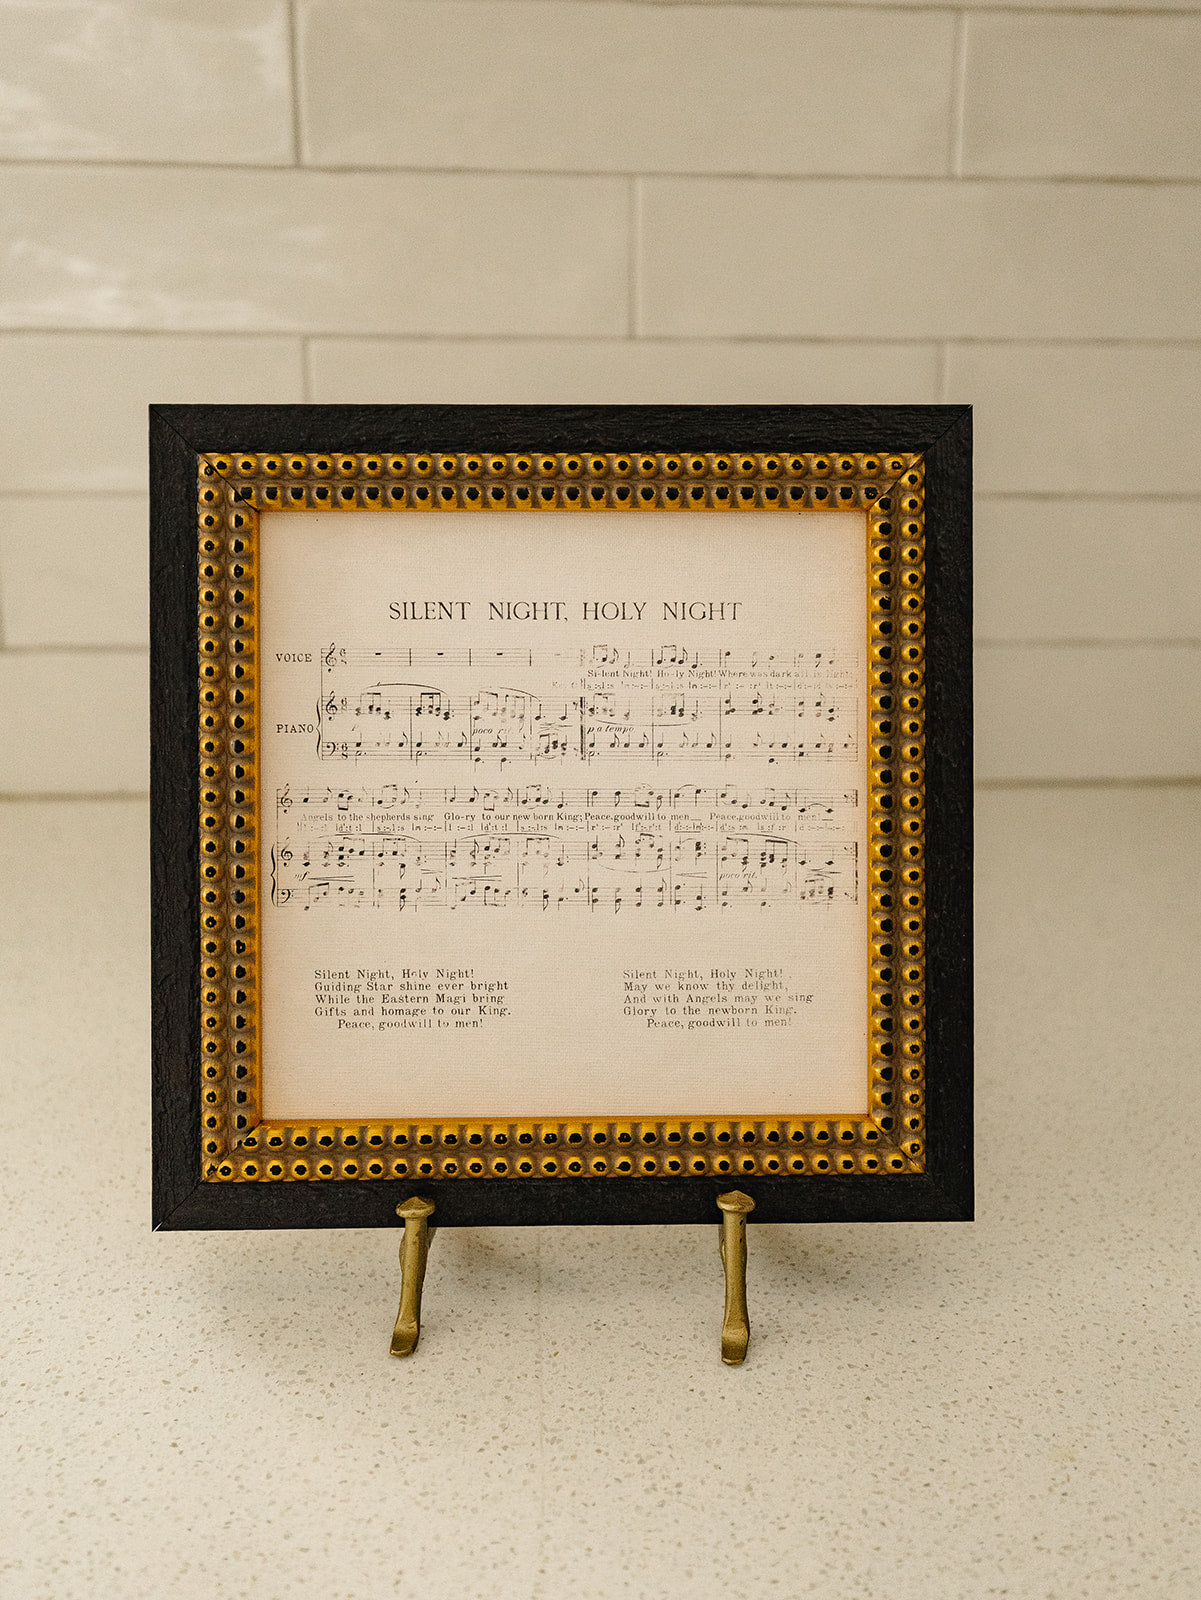 SILENT NIGHT, HOLY NIGHT
VOICE
Si-lent Night! Ho-ly Night! Where was dark all is light;
PIANO
poco rit.
p a tempo
Angels to the shepherds sing Glo-ry to our new born King; Peace, goodwill to men Peace, goodwill to men!
mf
poco rit.
Silent Night, Holy Night!
Guiding Star shine ever bright
While the Eastern Magi bring
Gifts and homage to our King.
Peace, goodwill to men!
Silent Night, Holy Night!
May we know thy delight,
And with Angels may we sing
Glory to the newborn King.
Peace, goodwill to men!